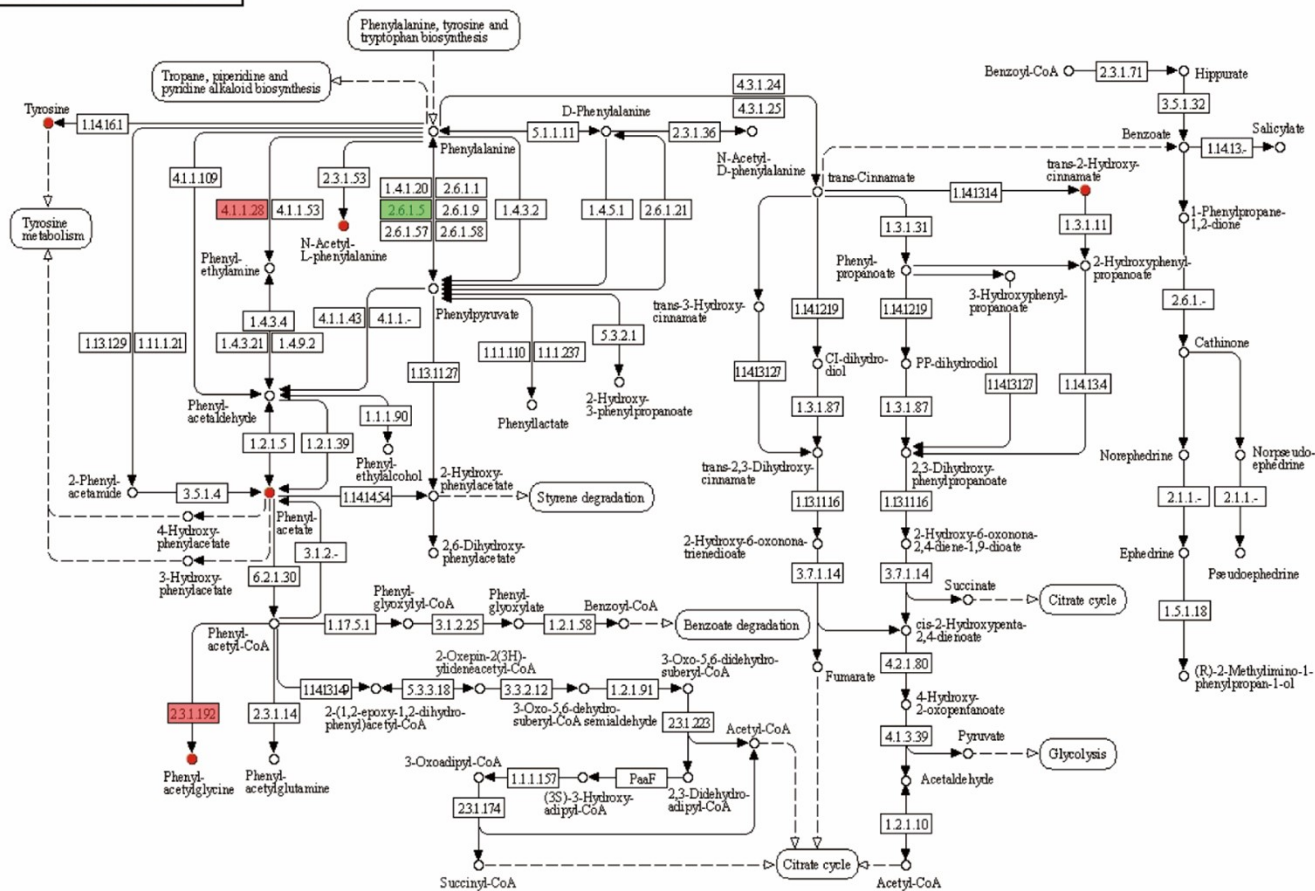 Phenylalanine, tyrosine and
tryptophan biosynthesis
Tropane, piperidine and
pyridine alkaloid biosynthesis
Tyrosine
1.14.16.1
Phenylalanine
5.1.1.11
D-Phenylalanine
2.3.1.36
N-Acetyl-
D-phenylalanine
4.3.1.24
4.3.1.25
Benzoyl-CoA
2.3.1.71
Hippurate
3.5.1.32
Benzoate
1.14.13.-
Salicylate
trans-Cinnamate
1.14.13.14
trans-2-Hydroxy-
cinnamate
4.1.1.109
2.3.1.53
4.1.1.28
4.1.1.53
N-Acetyl-
L-phenylalanine
1.4.1.20
2.6.1.1
2.6.1.5
2.6.1.9
2.6.1.57
2.6.1.58
1.4.3.2
1.4.5.1
2.6.1.21
1.3.1.31
1.3.1.11
1-Phenylpropane-
1,2-dione
Tyrosine
metabolism
Phenyl-
ethylamine
Phenylpyruvate
Phenyl-
propanoate
2-Hydroxyphenyl-
propanoate
3-Hydroxyphenyl-
propanoate
trans-3-Hydroxy-
cinnamate
1.14.12.19
1.14.12.19
2.6.1.-
1.13.12.9
1.11.1.21
1.4.3.4
1.4.3.21
1.4.9.2
4.1.1.43
4.1.1.-
1.13.11.27
1.1.1.110
1.1.1.237
5.3.2.1
Cathinone
CI-dihydro-
diol
PP-dihydrodiol
1.14.13.127
1.14.13.127
1.14.13.4
2-Hydroxy-
3-phenylpropanoate
Phenyllactate
Phenyl-
acetaldehyde
1.1.1.90
1.3.1.87
1.3.1.87
1.2.1.5
1.2.1.39
Phenyl-
ethylalcohol
2-Phenyl-
acetamide
3.5.1.4
Phenyl-
acetate
1.14.14.54
2-Hydroxy-
phenylacetate
Styrene degradation
trans-2,3-Dihydroxy-
cinnamate
2,3-Dihydroxy-
phenylpropanoate
Norephedrine
Norpseudo-
ephedrine
2.1.1.-
2.1.1.-
1.13.11.16
1.13.11.16
4-Hydroxy-
phenylacetate
3-Hydroxy-
phenylacetate
3.1.2.-
6.2.1.30
2,6-Dihydroxy-
phenylacetate
2-Hydroxy-6-oxonona-
trienedioate
2-Hydroxy-6-oxonona-
2,4-diene-1,9-dioate
Ephedrine
Pseudoephedrine
3.7.1.14
3.7.1.14
Succinate
Citrate cycle
1.5.1.18
Phenyl-
acetyl-CoA
1.17.5.1
Phenyl-
glyoxylyl-CoA
3.1.2.25
Phenyl-
glyoxylate
1.2.1.58
Benzoyl-CoA
Benzoate degradation
cis-2-Hydroxypenta-
2,4-dienoate
Fumarate
4.2.1.80
(R)-2-Methylimino-1-
phenylpropan-1-ol
1.14.13.149
2-(1,2-epoxy-1,2-dihydro-
phenyl)acetyl-CoA
5.3.3.18
2-Oxepin-2(3H)-
ylideneacetyl-CoA
3.3.2.12
3-Oxo-5,6-dehydro-
suberyl-CoA semialdehyde
1.2.1.91
3-Oxo-5,6-didehydro-
suberyl-CoA
4-Hydroxy-
2-oxopentanoate
2.3.1.192
2.3.1.14
2.3.1.223
Acetyl-CoA
4.1.3.39
Pyruvate
Glycolysis
Phenyl-
acetylglycine
Phenyl-
acetylglutamine
3-Oxoadipyl-CoA
1.1.1.157
(3S)-3-Hydroxy-
adipyl-CoA
PaaF
2,3-Didehydro-
adipyl-CoA
Acetaldehyde
2.3.1.174
1.2.1.10
Succinyl-CoA
Citrate cycle
Acetyl-CoA